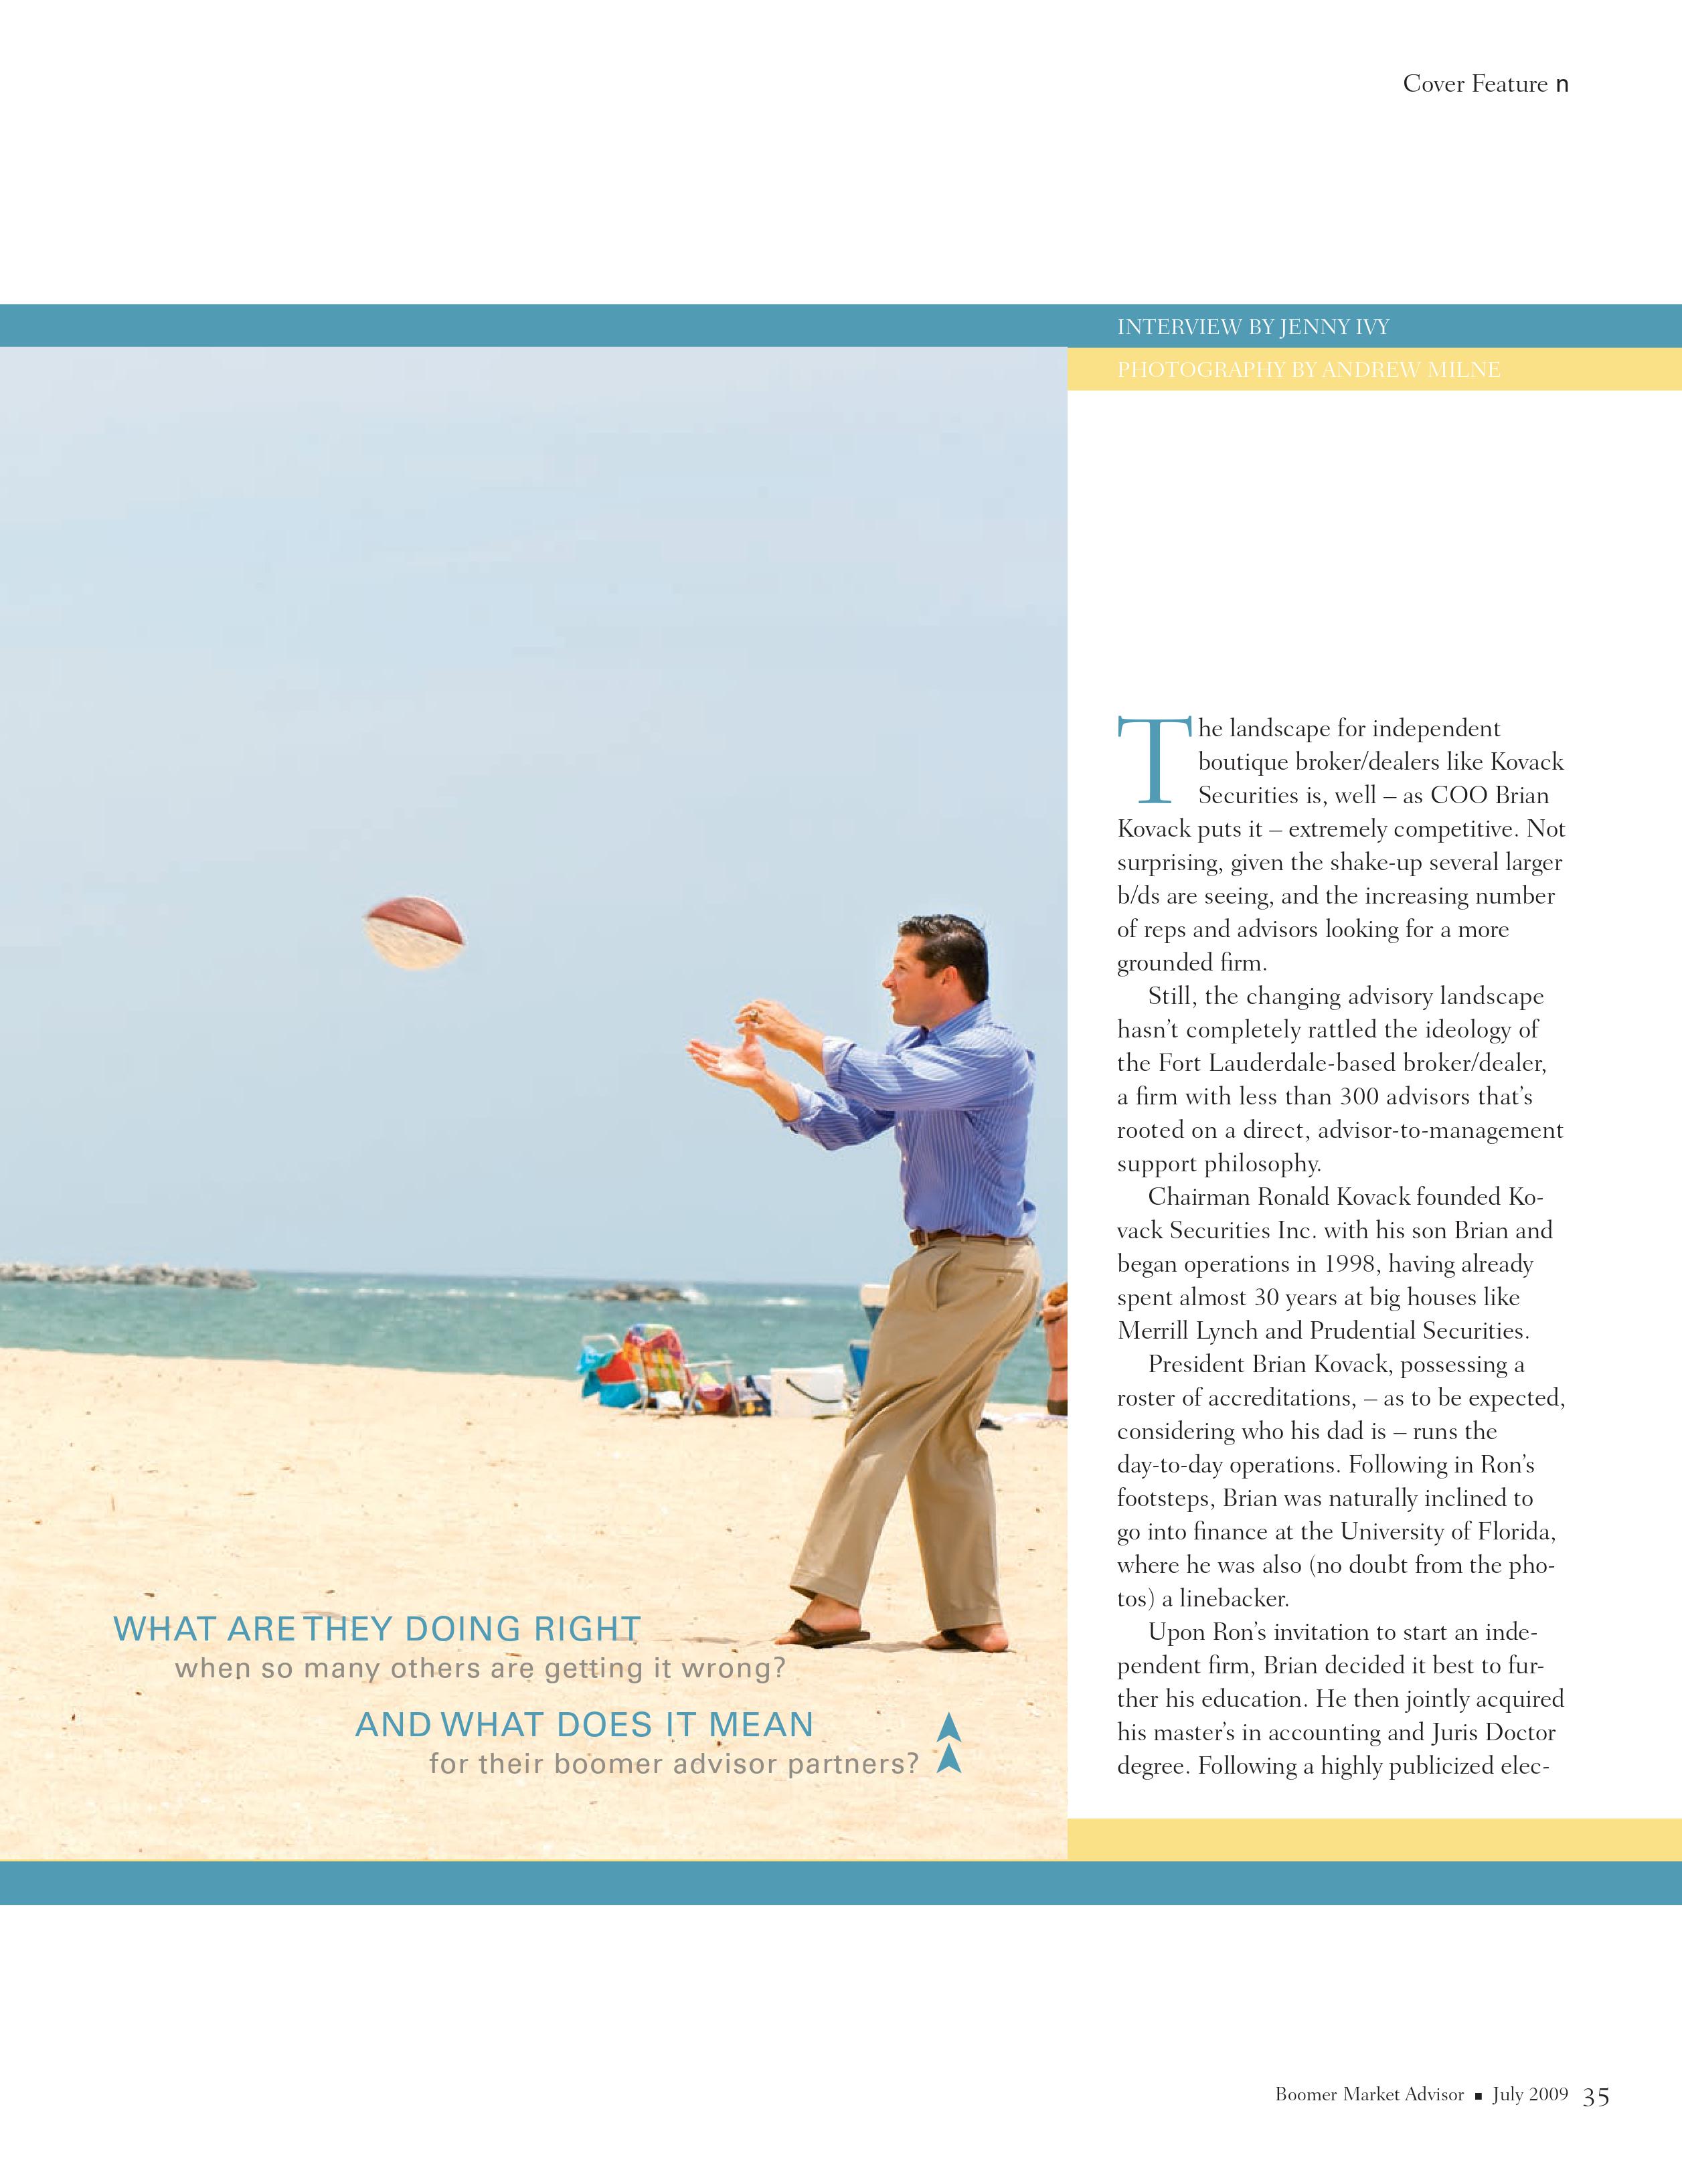 Cover Feature n
INTERVIEW BY JENNY IVY
PHOTOGRAPHY BY ANDREW MILNE
The landscape for independent
boutique broker/dealers like Kovack
Securities is, well – as COO Brian
Kovack puts it – extremely competitive. Not
surprising, given the shake-up several larger
b/ds are seeing, and the increasing number
of reps and advisors looking for a more
grounded firm.
Still, the changing advisory landscape
hasn’t completely rattled the ideology of
the Fort Lauderdale-based broker/dealer,
a firm with less than 300 advisors that’s
rooted on a direct, advisor-to-management
support philosophy.
Chairman Ronald Kovack founded Ko-
vack Securities Inc. with his son Brian and
began operations in 1998, having already
spent almost 30 years at big houses like
Merrill Lynch and Prudential Securities.
President Brian Kovack, possessing a
roster of accreditations, – as to be expected,
considering who his dad is – runs the
day-to-day operations. Following in Ron’s
footsteps, Brian was naturally inclined to
go into finance at the University of Florida,
where he was also (no doubt from the pho-
tos) a linebacker.
Upon Ron’s invitation to start an inde-
pendent firm, Brian decided it best to fur-
ther his education. He then jointly acquired
his master’s in accounting and Juris Doctor
degree. Following a highly publicized elec-
WHAT ARE THEY DOING RIGHT
when so many others are getting it wrong?
AND WHAT DOES IT MEAN
for their boomer advisor partners?
Boomer Market Advisor ▪ July 2009 35